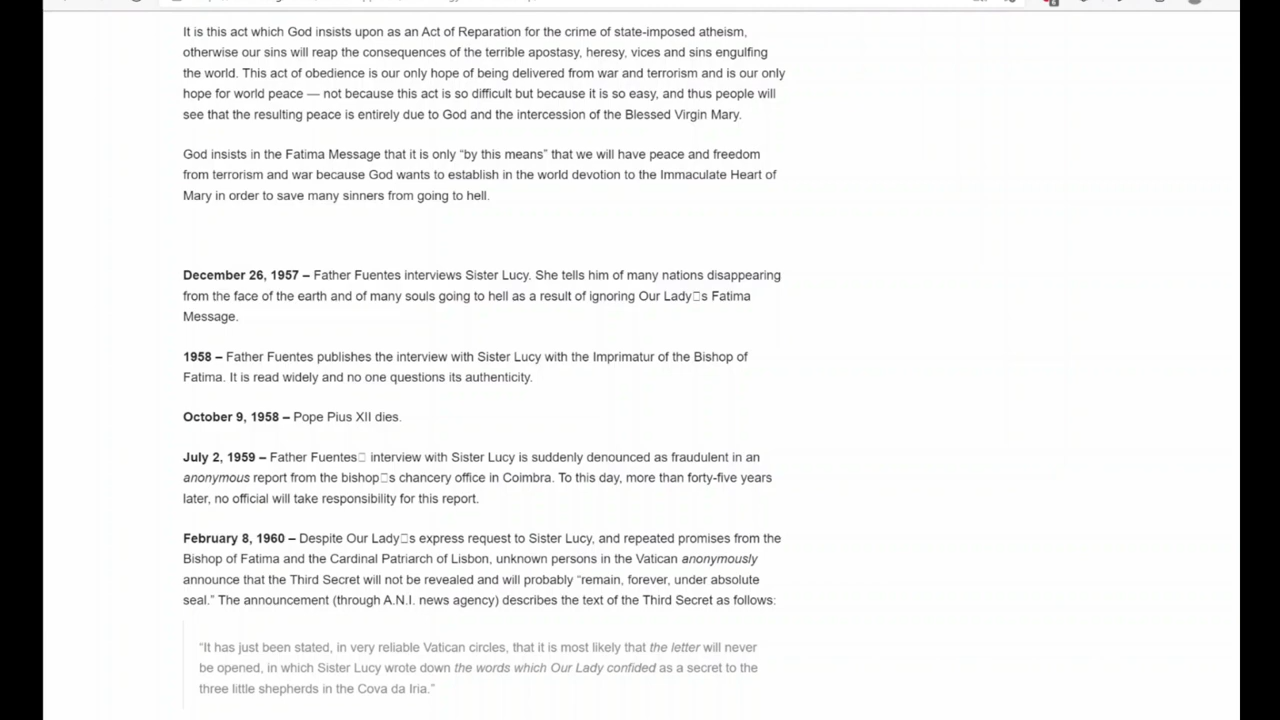 It is this act which God insists upon as an Act of Reparation for the crime of state-imposed atheism,
otherwise our sins will reap the consequences of the terrible apostasy, heresy, vices and sins engulfing
the world. This act of obedience is our only hope of being delivered from war and terrorism and is our only
hope for world peace — not because this act is so difficult but because it is so easy, and thus people will
see that the resulting peace is entirely due to God and the intercession of the Blessed Virgin Mary.
God insists in the Fatima Message that it is only “by this means” that we will have peace and freedom
from terrorism and war because God wants to establish in the world devotion to the Immaculate Heart of
Mary in order to save many sinners from going to hell.
December 26, 1957 – Father Fuentes interviews Sister Lucy. She tells him of many nations disappearing
from the face of the earth and of many souls going to hell as a result of ignoring Our Lady□s Fatima
Message.
1958 – Father Fuentes publishes the interview with Sister Lucy with the Imprimatur of the Bishop of
Fatima. It is read widely and no one questions its authenticity.
October 9, 1958 – Pope Pius XII dies.
July 2, 1959 – Father Fuentes□ interview with Sister Lucy is suddenly denounced as fraudulent in an
anonymous report from the bishop□s chancery office in Coimbra. To this day, more than forty-five years
later, no official will take responsibility for this report.
February 8, 1960 – Despite Our Lady□s express request to Sister Lucy, and repeated promises from the
Bishop of Fatima and the Cardinal Patriarch of Lisbon, unknown persons in the Vatican anonymously
announce that the Third Secret will not be revealed and will probably “remain, forever, under absolute
seal.” The announcement (through A.N.I. news agency) describes the text of the Third Secret as follows:
“It has just been stated, in very reliable Vatican circles, that it is most likely that the letter will never
be opened, in which Sister Lucy wrote down the words which Our Lady confided as a secret to the
three little shepherds in the Cova da Iria.”